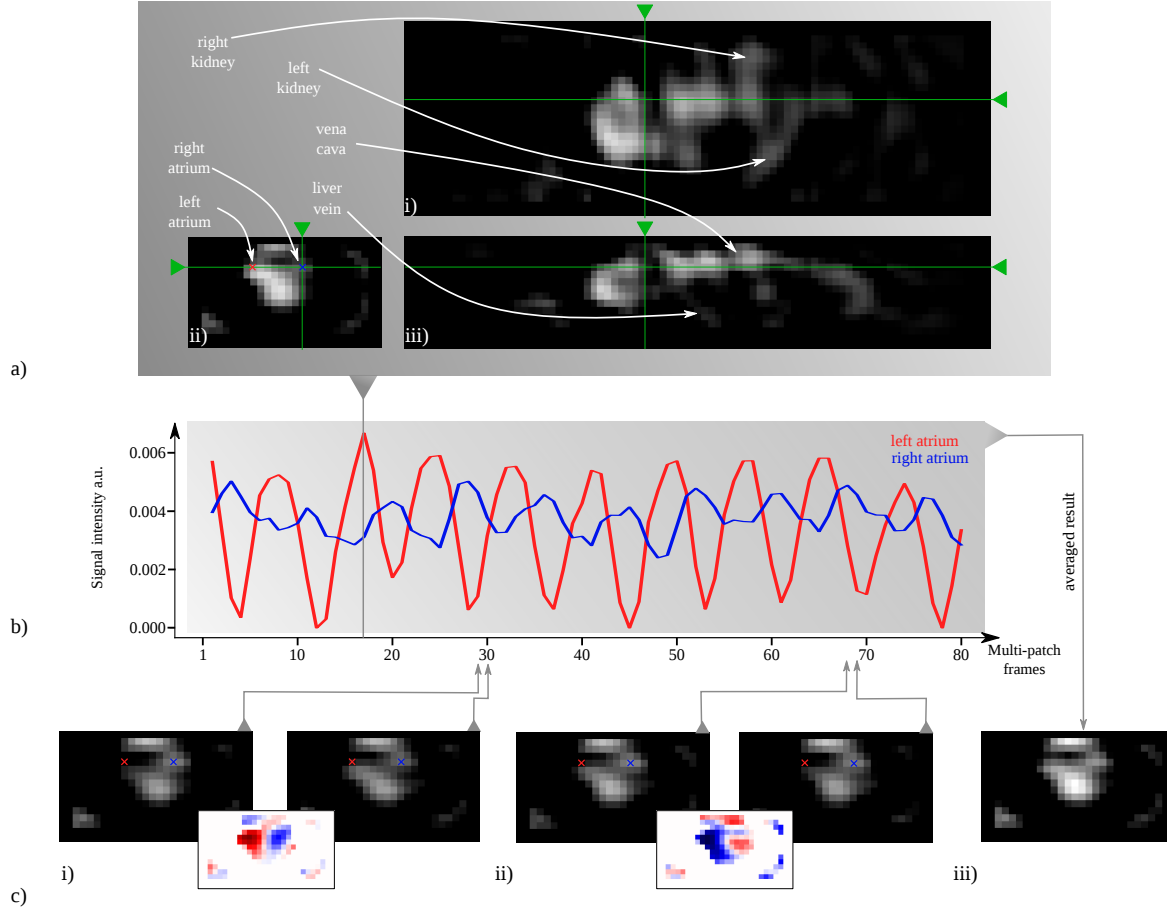 right
kidney
left
kidney
vena
cava
right
atrium
liver
vein
left
atrium
i)
ii)
iii)
a)
left atrium
right atrium
Signal intensity a.u.
0.006
0.004
0.002
0.000
averaged result
b)
1 10 20 30 40 50 60 70 80
Multi-patch
frames
i)
ii)
iii)
c)